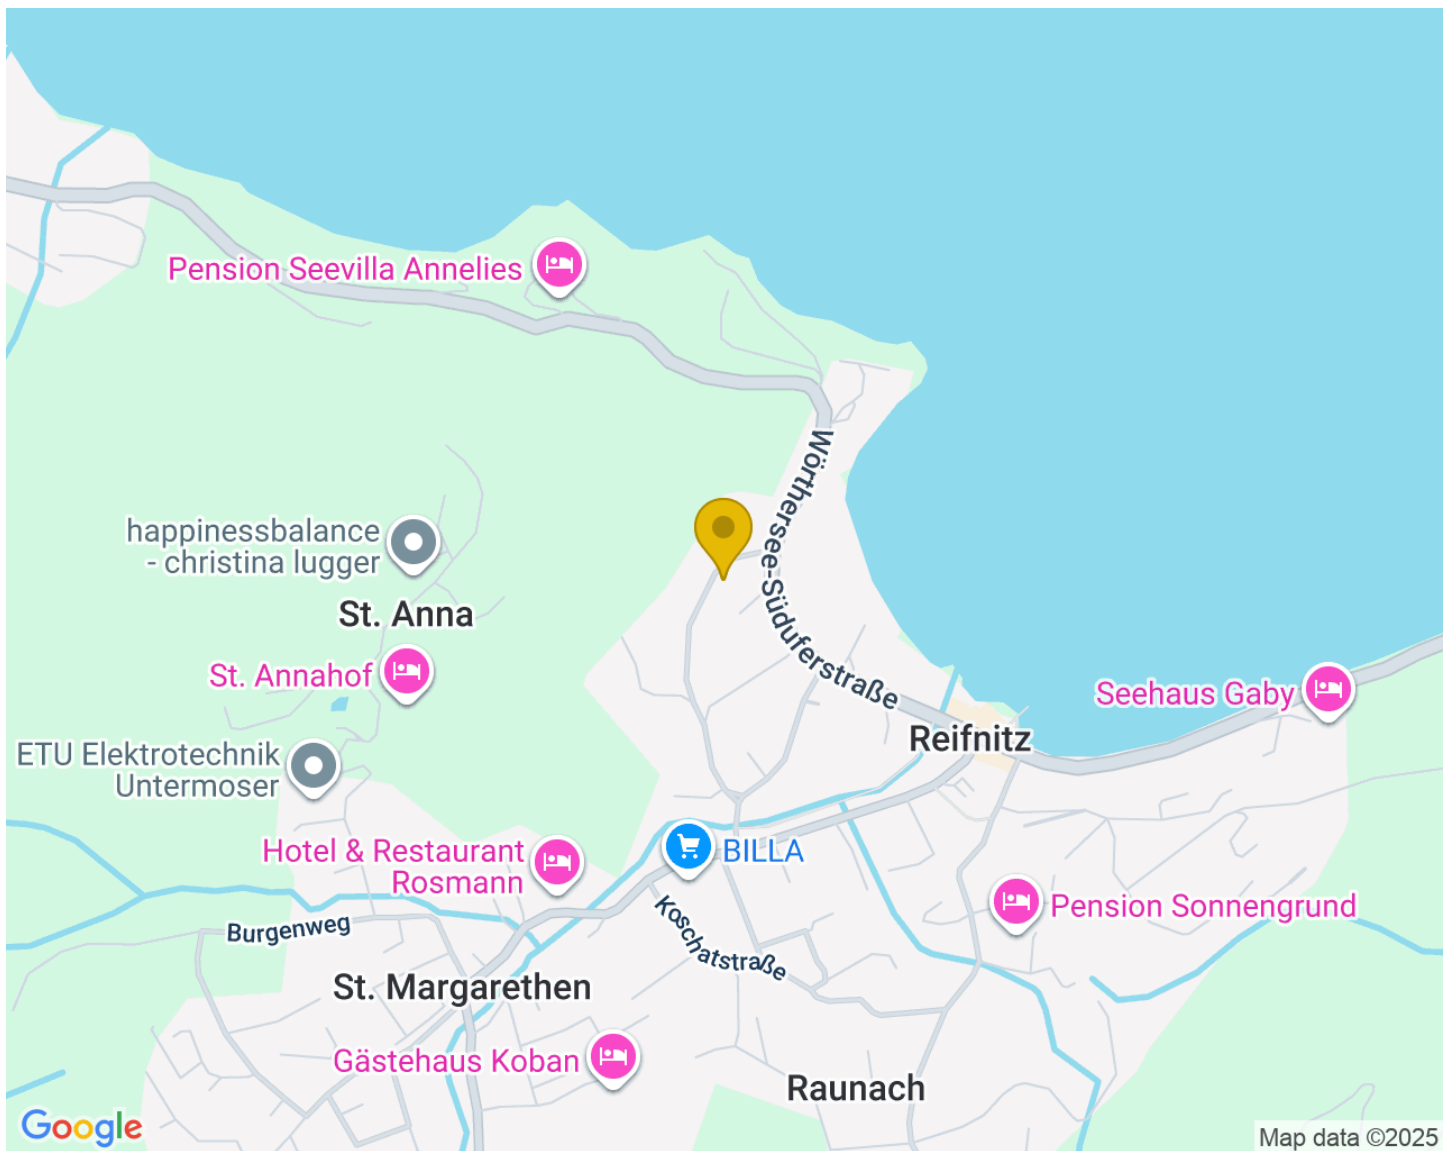 Pension Seevilla Annelies
Wörthersee-Süduferstraße
happinessbalance
- christina lugger
St. Anna
St. Annahof
Seehaus Gaby
Reifnitz
ETU Elektrotechnik
Untermoser
Hotel & Restaurant
Rosmann
BILLA
Pension Sonnengrund
Burgenweg
Koschatstraße
St. Margarethen
Gästehaus Koban
Raunach
Google
Map data ©2025